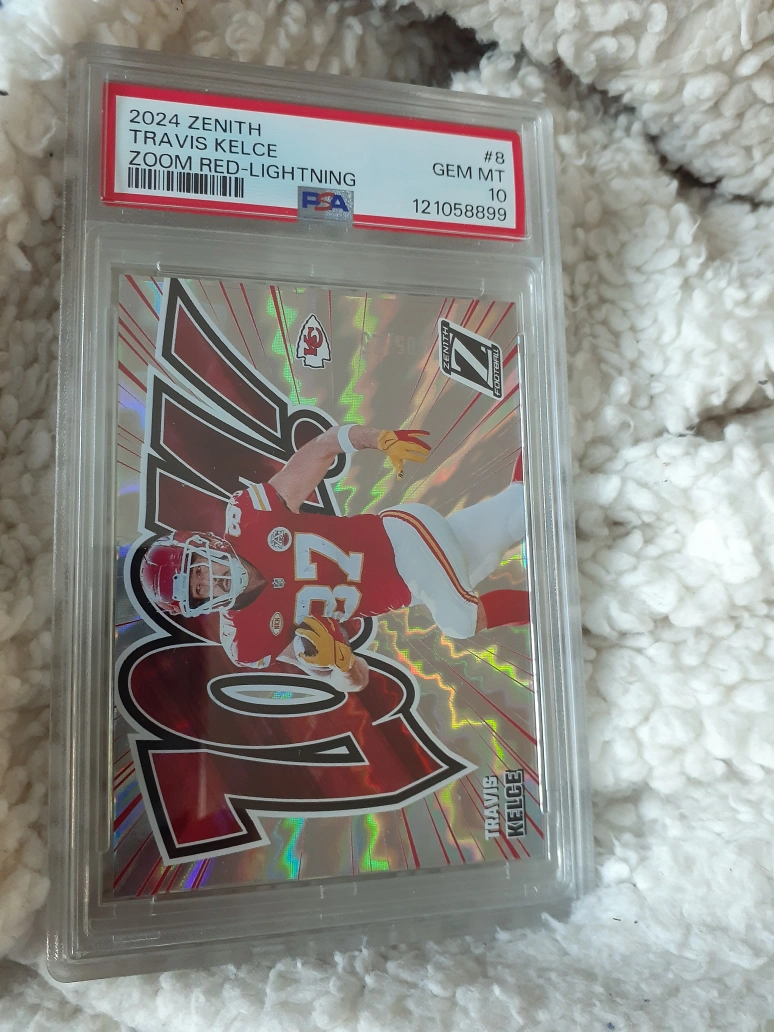 2024 ZENITH
TRAVIS KELCE
ZOOM RED-LIGHTNING
#8
GEM MT
10
121058899
PSA
ZOOM!
KC
ZENITH
Z
FOOTBALL
87
TRAVIS
KELCE